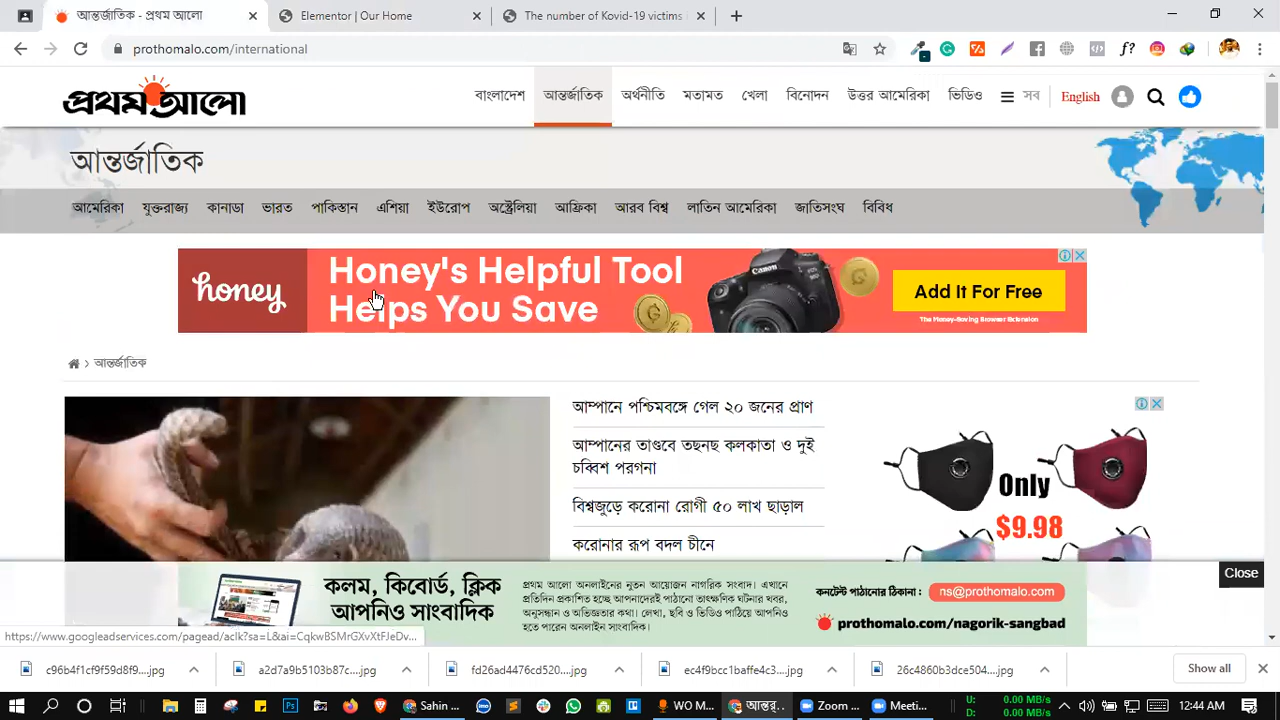 আন্তর্জাতিক - প্রথম আলো
Elementor | Our Home
The number of Kovid-19 victims
prothomalo.com/international
প্রথম আলো
বাংলাদেশ আন্তর্জাতিক অর্থনীতি মতামত খেলা বিনোদন উত্তর আমেরিকা ভিডিও সব English
আন্তর্জাতিক
আমেরিকা যুক্তরাজ্য কানাডা ভারত পাকিস্তান এশিয়া ইউরোপ অস্ট্রেলিয়া আফ্রিকা আরব বিশ্ব লাতিন আমেরিকা জাতিসংঘ বিবিধ
honey
Honey's Helpful Tool
Helps You Save
Canon
Add It For Free
The Money-Saving Browser Extension
আন্তর্জাতিক
আম্পানে পশ্চিমবঙ্গে গেল ২০ জনের প্রাণ
আম্পানের তাণ্ডবে তছনছ কলকাতা ও দুই
চব্বিশ পরগনা
বিশ্বজুড়ে করোনা রোগী ৫০ লাখ ছাড়াল
করোনার রূপ বদল চীনে
Only
$9.98
Close
কলম, কিবোর্ড, ক্লিক
আপনিও সাংবাদিক
প্রথম আলো অনলাইনের নূতন আয়োজন নাগরিক সংবাদ। এখানে
প্রতিদিন প্রকাশিত হচ্ছে আপনাদেরই পাঠানো তাৎক্ষণিক ঘটনার খবর,
অনুসন্ধান ও অভিজ্ঞতার কথা। লেখা, ছবি ও ভিডিও পাঠিয়ে আপনিও
হতে পারেন অনলাইন সাংবাদিক।
কনটেন্ট পাঠানোর ঠিকানা : ns@prothomalo.com
prothomalo.com/nagorik-sangbad
https://www.googleadservices.com/pagead/aclk?sa=L&ai=CqkwBSMrGXvXtFJeDv...
c96b4f1cf9f59d8f9....jpg
a2d7a9b5103b87c....jpg
fd26ad4476cd520....jpg
ec4f9bcc1baffe4c3....jpg
26c4860b3dce504....jpg
Show all
Sahin ...
WO M...
আন্তর্...
Zoom ...
Meeti...
U: 0.00 MB/s
D: 0.00 MB/s
12:44 AM